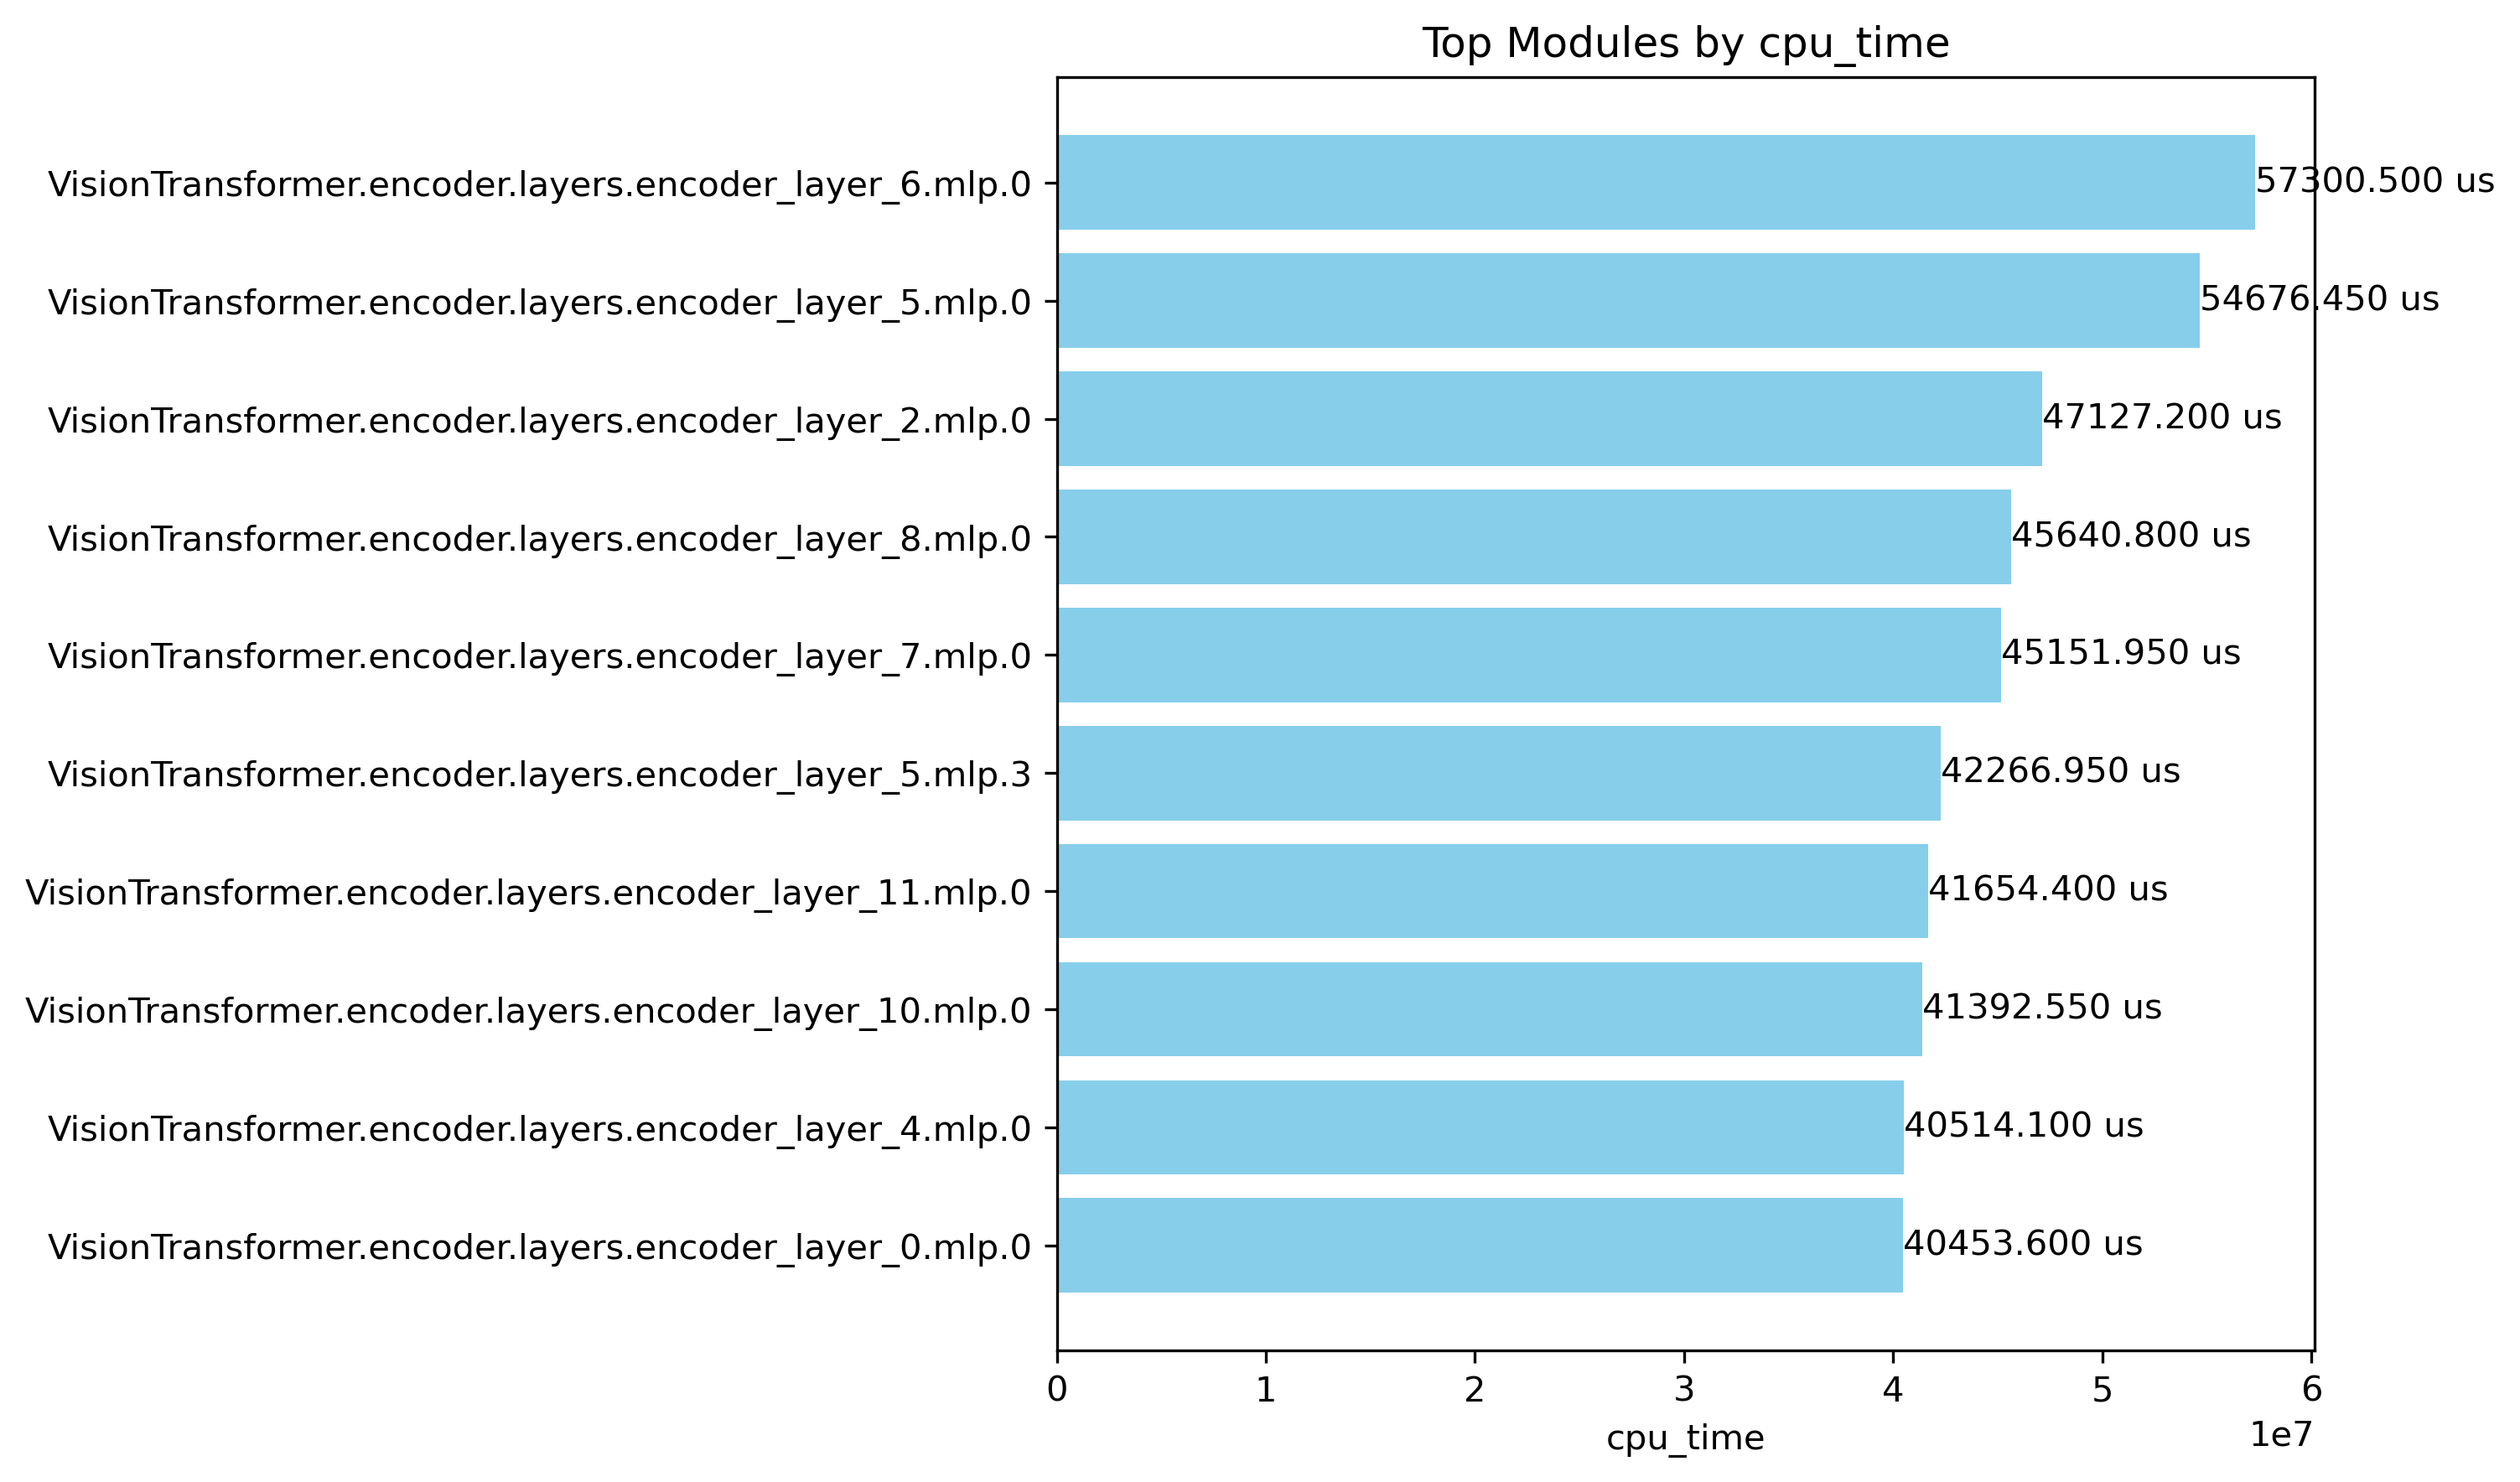 Top Modules by cpu_time
VisionTransformer.encoder.layers.encoder_layer_6.mlp.0 57300.500 us
VisionTransformer.encoder.layers.encoder_layer_5.mlp.0 54676.450 us
VisionTransformer.encoder.layers.encoder_layer_2.mlp.0 47127.200 us
VisionTransformer.encoder.layers.encoder_layer_8.mlp.0 45640.800 us
VisionTransformer.encoder.layers.encoder_layer_7.mlp.0 45151.950 us
VisionTransformer.encoder.layers.encoder_layer_5.mlp.3 42266.950 us
VisionTransformer.encoder.layers.encoder_layer_11.mlp.0 41654.400 us
VisionTransformer.encoder.layers.encoder_layer_10.mlp.0 41392.550 us
VisionTransformer.encoder.layers.encoder_layer_4.mlp.0 40514.100 us
VisionTransformer.encoder.layers.encoder_layer_0.mlp.0 40453.600 us
0 1 2 3 4 5 6
cpu_time 1e7